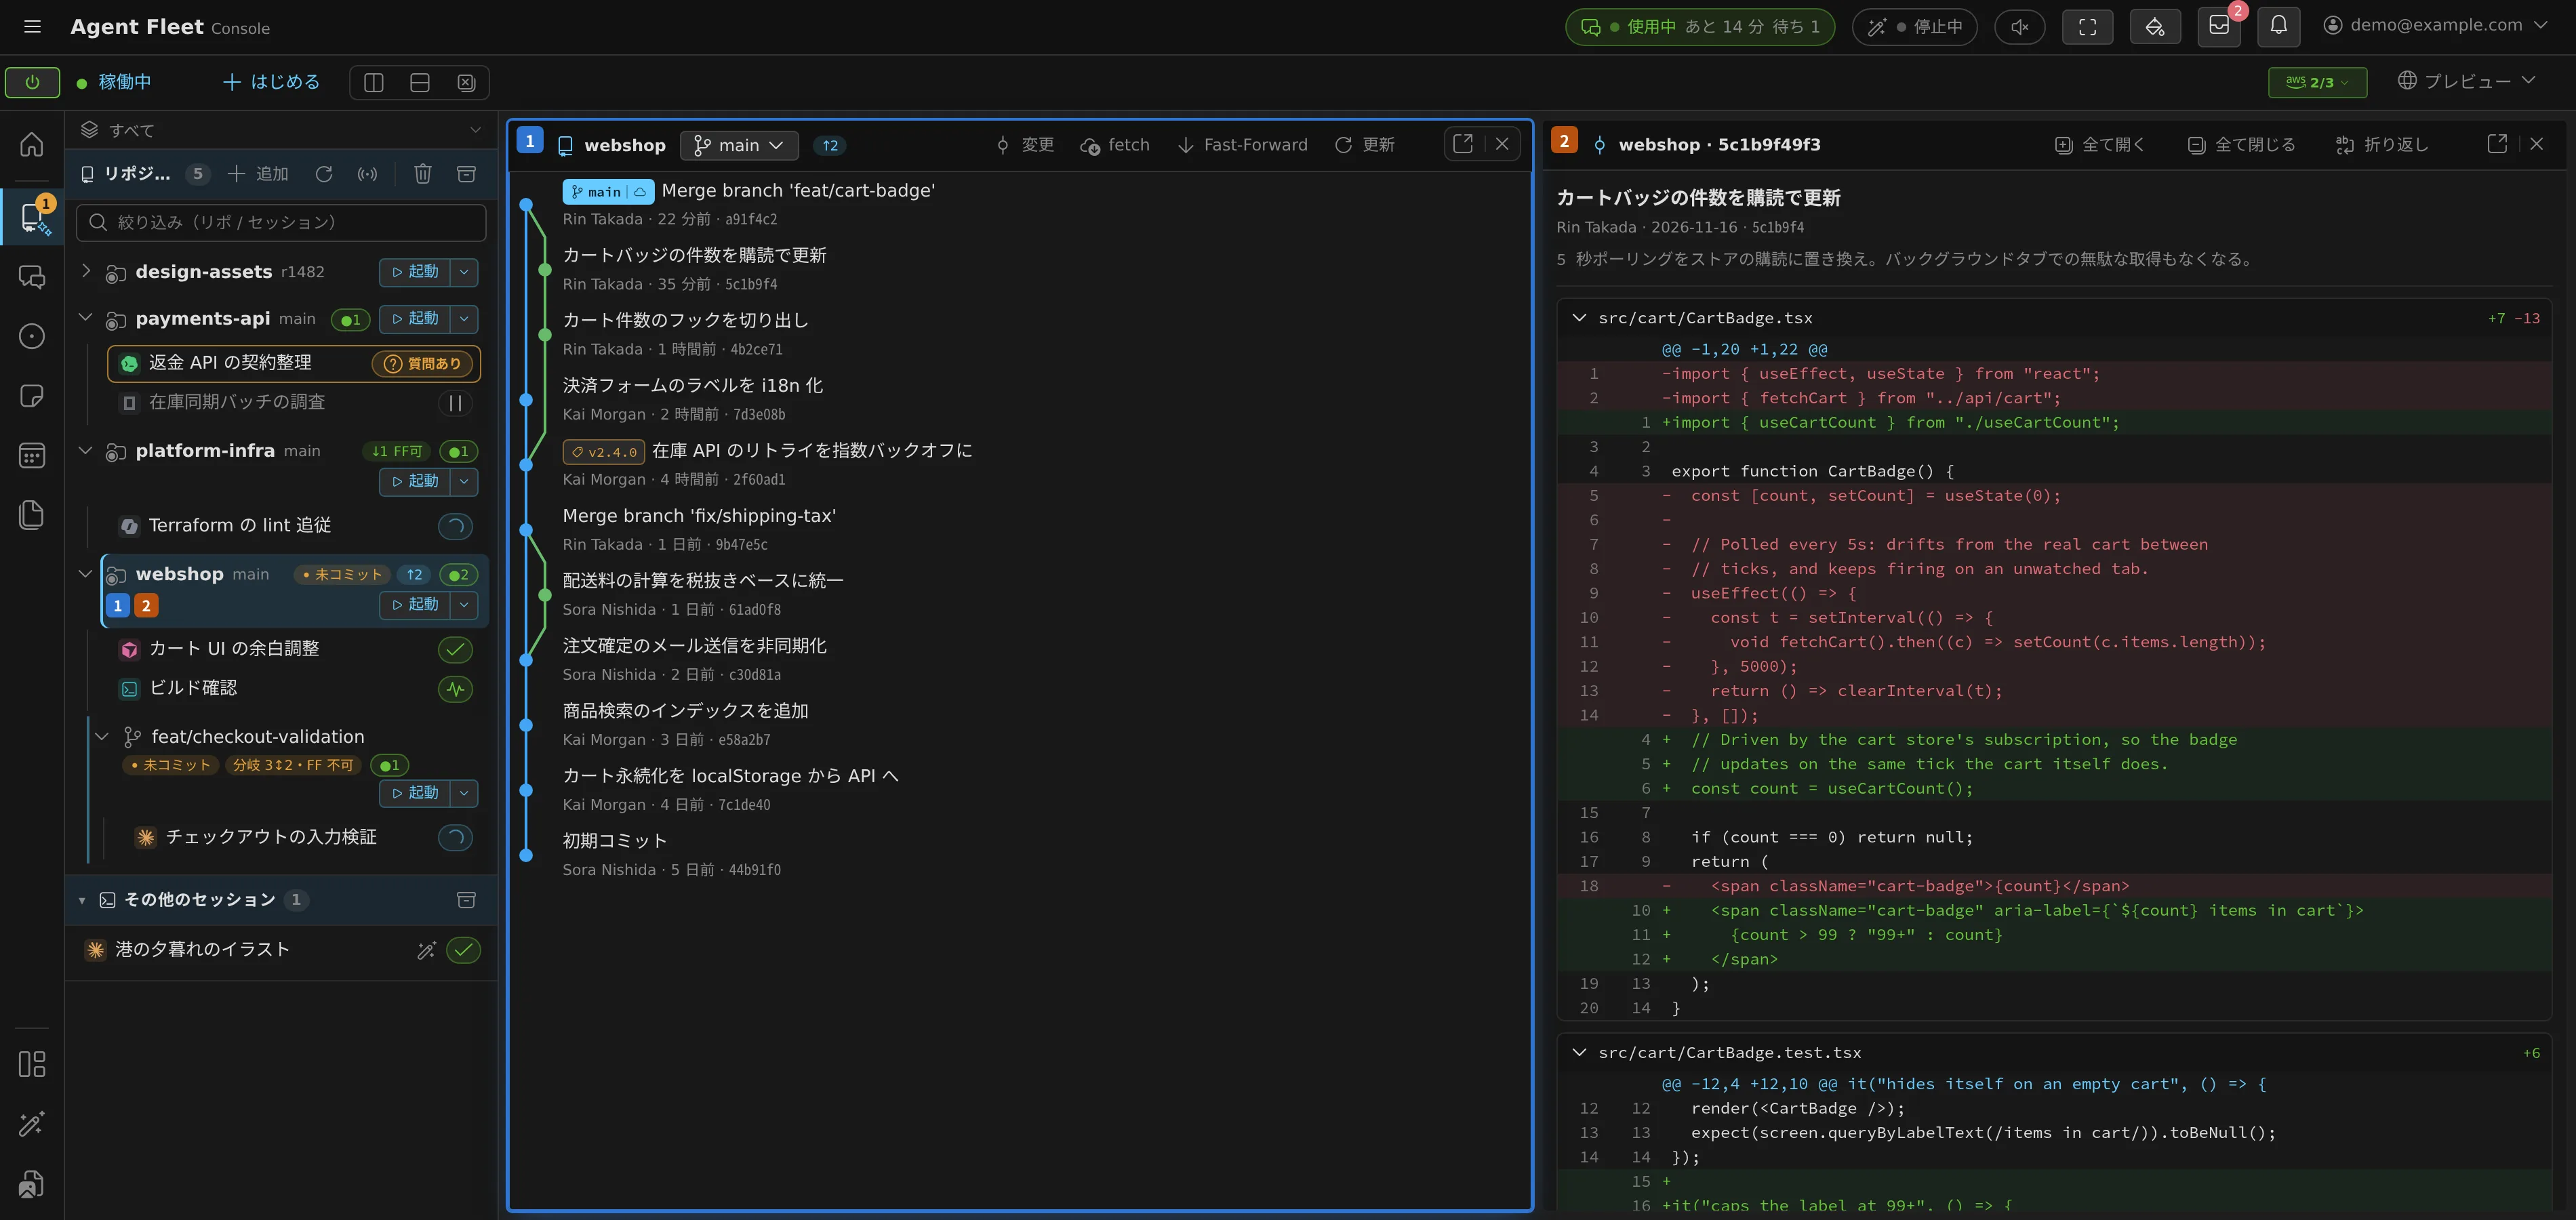 Agent Fleet Console
使用中 あと 14 分 待ち 1
停止中
2
demo@example.com
稼働中
はじめる
aws 2/3
プレビュー
すべて
リポジ... 5 追加
1
絞り込み（リポ / セッション）
design-assets r1482 起動
payments-api main ●1 起動
返金 API の契約整理 質問あり
在庫同期バッチの調査
platform-infra main ↓1 FF可 ●1
起動
Terraform の lint 追従
webshop main • 未コミット ↑2 ●2
1 2 起動
カート UI の余白調整
ビルド確認
feat/checkout-validation
• 未コミット 分岐 3↕2・FF 不可 ●1
起動
チェックアウトの入力検証
その他のセッション 1
港の夕暮れのイラスト
1 webshop main ↑2 変更 fetch Fast-Forward 更新
main Merge branch 'feat/cart-badge'
Rin Takada · 22 分前 · a91f4c2
カートバッジの件数を購読で更新
Rin Takada · 35 分前 · 5c1b9f4
カート件数のフックを切り出し
Rin Takada · 1 時間前 · 4b2ce71
決済フォームのラベルを i18n 化
Kai Morgan · 2 時間前 · 7d3e08b
v2.4.0 在庫 API のリトライを指数バックオフに
Kai Morgan · 4 時間前 · 2f60ad1
Merge branch 'fix/shipping-tax'
Rin Takada · 1 日前 · 9b47e5c
配送料の計算を税抜きベースに統一
Sora Nishida · 1 日前 · 61ad0f8
注文確定のメール送信を非同期化
Sora Nishida · 2 日前 · c30d81a
商品検索のインデックスを追加
Kai Morgan · 3 日前 · e58a2b7
カート永続化を localStorage から API へ
Kai Morgan · 4 日前 · 7c1de40
初期コミット
Sora Nishida · 5 日前 · 44b91f0
2 webshop · 5c1b9f49f3 全て開く 全て閉じる 折り返し
カートバッジの件数を購読で更新
Rin Takada · 2026-11-16 · 5c1b9f4
5 秒ポーリングをストアの購読に置き換え。バックグラウンドタブでの無駄な取得もなくなる。
src/cart/CartBadge.tsx +7 -13
@@ -1,20 +1,22 @@
1 -import { useEffect, useState } from "react";
2 -import { fetchCart } from "../api/cart";
1 +import { useCartCount } from "./useCartCount";
3 2
4 3 export function CartBadge() {
5 - const [count, setCount] = useState(0);
6 -
7 - // Polled every 5s: drifts from the real cart between
8 - // ticks, and keeps firing on an unwatched tab.
9 - useEffect(() => {
10 - const t = setInterval(() => {
11 - void fetchCart().then((c) => setCount(c.items.length));
12 - }, 5000);
13 - return () => clearInterval(t);
14 - }, []);
4 + // Driven by the cart store's subscription, so the badge
5 + // updates on the same tick the cart itself does.
6 + const count = useCartCount();
15 7
16 8 if (count === 0) return null;
17 9 return (
18 - <span className="cart-badge">{count}</span>
10 + <span className="cart-badge" aria-label={`${count} items in cart`}>
11 + {count > 99 ? "99+" : count}
12 + </span>
19 13 );
20 14 }
src/cart/CartBadge.test.tsx +6
@@ -12,4 +12,10 @@ it("hides itself on an empty cart", () => {
12 12 render(<CartBadge />);
13 13 expect(screen.queryByLabelText(/items in cart/)).toBeNull();
14 14 });
15 +
16 +it("caps the label at 99+", () => {